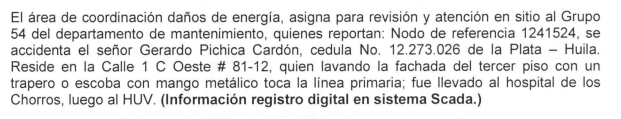 El área de coordinación daños de energía, asigna para revisión y atención en sitio al Grupo
54 del departamento de mantenimiento, quienes reportan: Nodo de referencia 1241524, se
accidenta el señor Gerardo Pichica Cardón, cedula No. 12.273.026 de la Plata – Huila.
Reside en la Calle 1 C Oeste # 81-12, quien lavando la fachada del tercer piso con un
trapero o escoba con mango metálico toca la línea primaria; fue llevado al hospital de los
Chorros, luego al HUV. (Información registro digital en sistema Scada.)